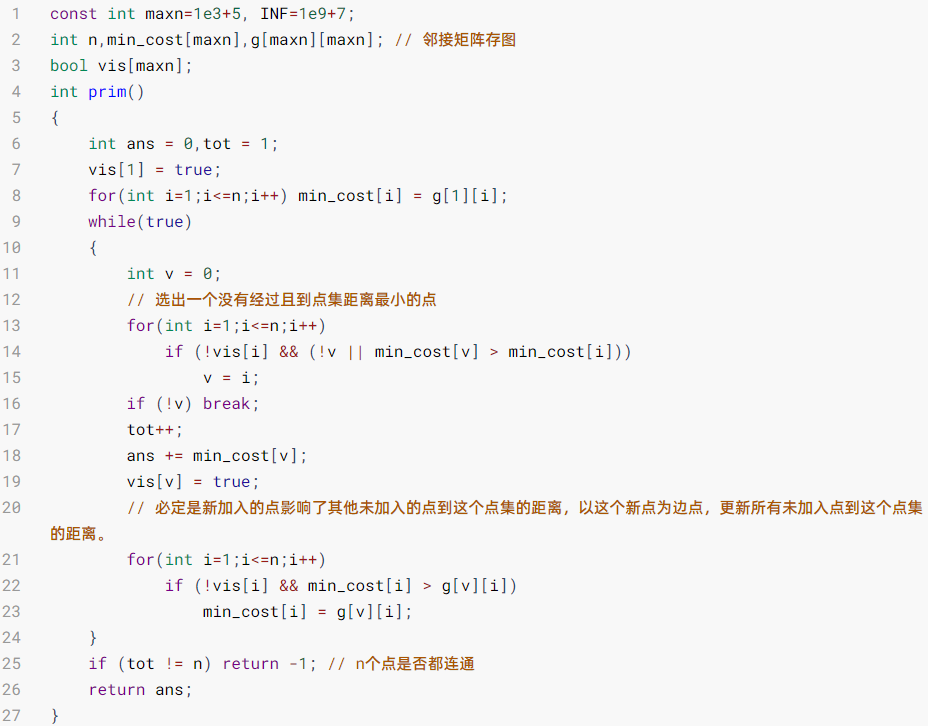 1 const int maxn=1e3+5, INF=1e9+7;
2 int n,min_cost[maxn],g[maxn][maxn]; // 邻接矩阵存图
3 bool vis[maxn];
4 int prim()
5 {
6     int ans = 0,tot = 1;
7     vis[1] = true;
8     for(int i=1;i<=n;i++) min_cost[i] = g[1][i];
9     while(true)
10     {
11         int v = 0;
12         // 选出一个没有经过且到点集距离最小的点
13         for(int i=1;i<=n;i++)
14             if (!vis[i] && (!v || min_cost[v] > min_cost[i]))
15                 v = i;
16         if (!v) break;
17         tot++;
18         ans += min_cost[v];
19         vis[v] = true;
20         // 必定是新加入的点影响了其他未加入的点到这个点集的距离，以这个新点为边点，更新所有未加入点到这个点集
的距离。
21         for(int i=1;i<=n;i++)
22             if (!vis[i] && min_cost[i] > g[v][i])
23                 min_cost[i] = g[v][i];
24     }
25     if (tot != n) return -1; // n个点是否都连通
26     return ans;
27 }